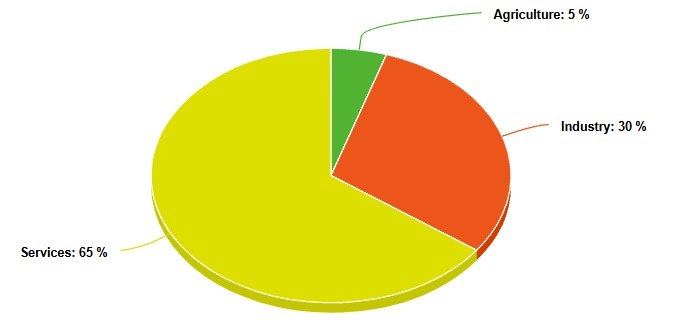 Agriculture: 5 %
Industry: 30 %
Services: 65 %